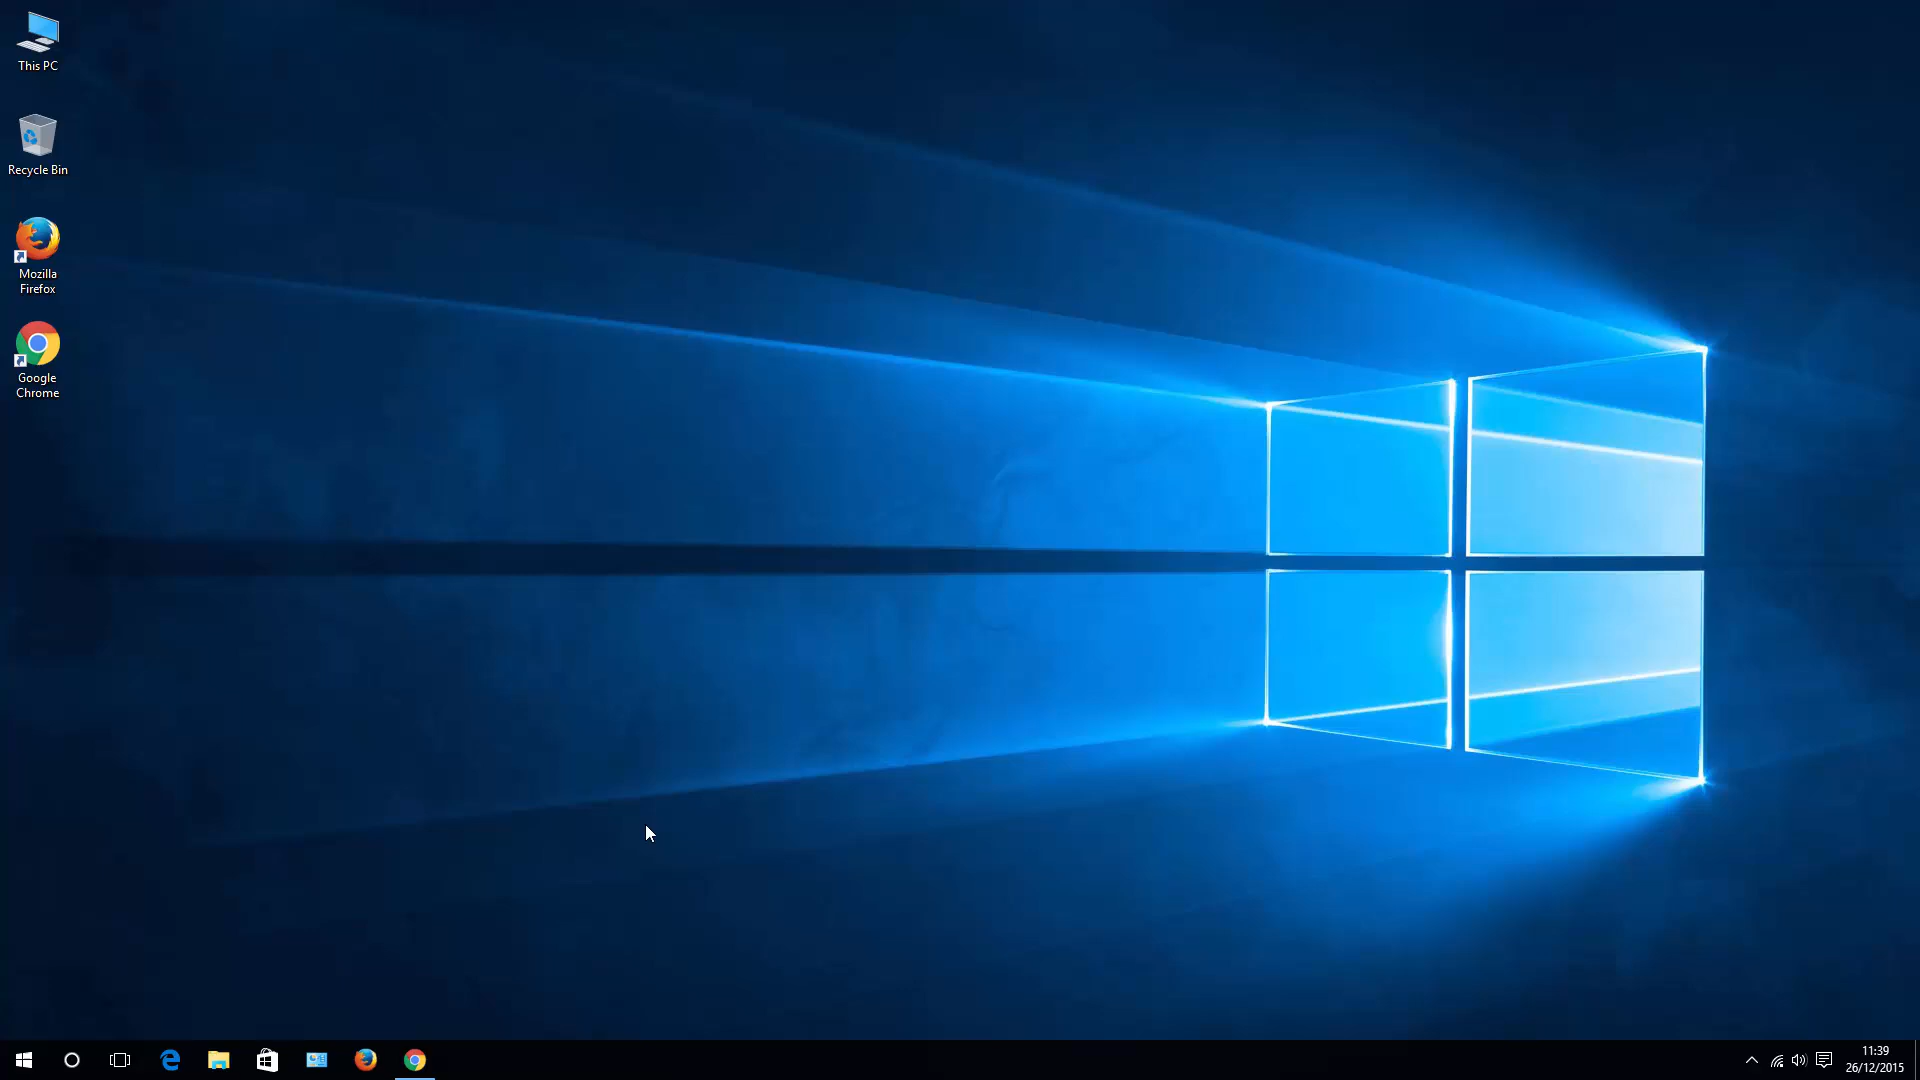 This PC
Recycle Bin
Mozilla
Firefox
Google
Chrome
11:39
26/12/2015